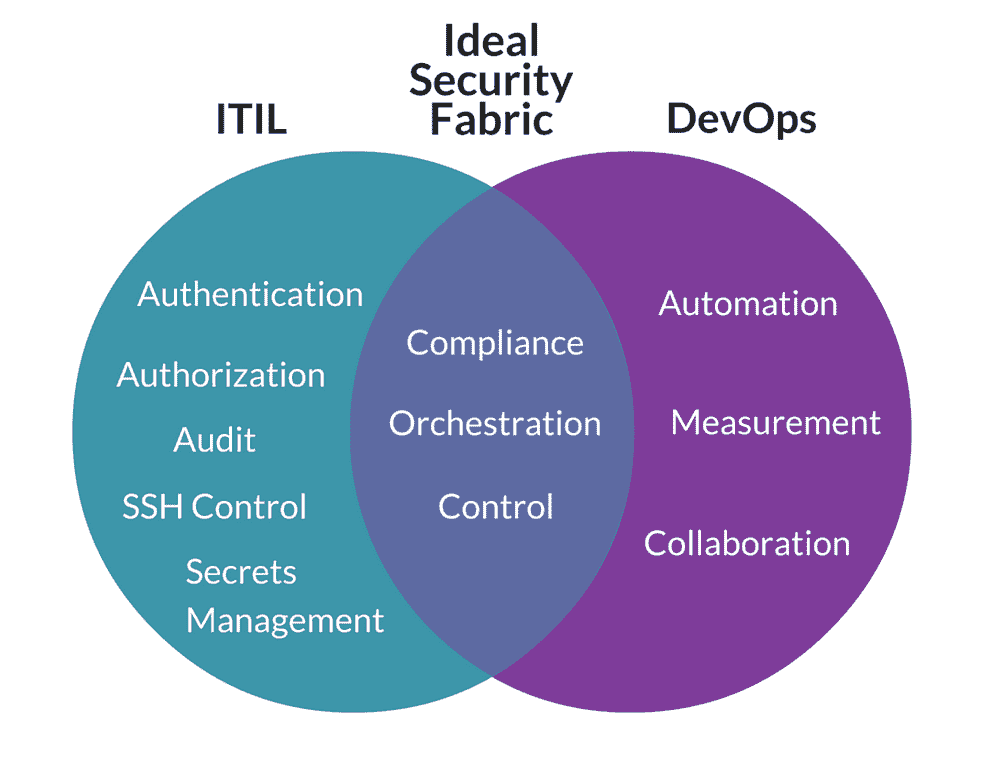 Ideal
Security
Fabric
ITIL
DevOps
Authentication
Authorization
Audit
SSH Control
Secrets
Management
Compliance
Orchestration
Control
Automation
Measurement
Collaboration